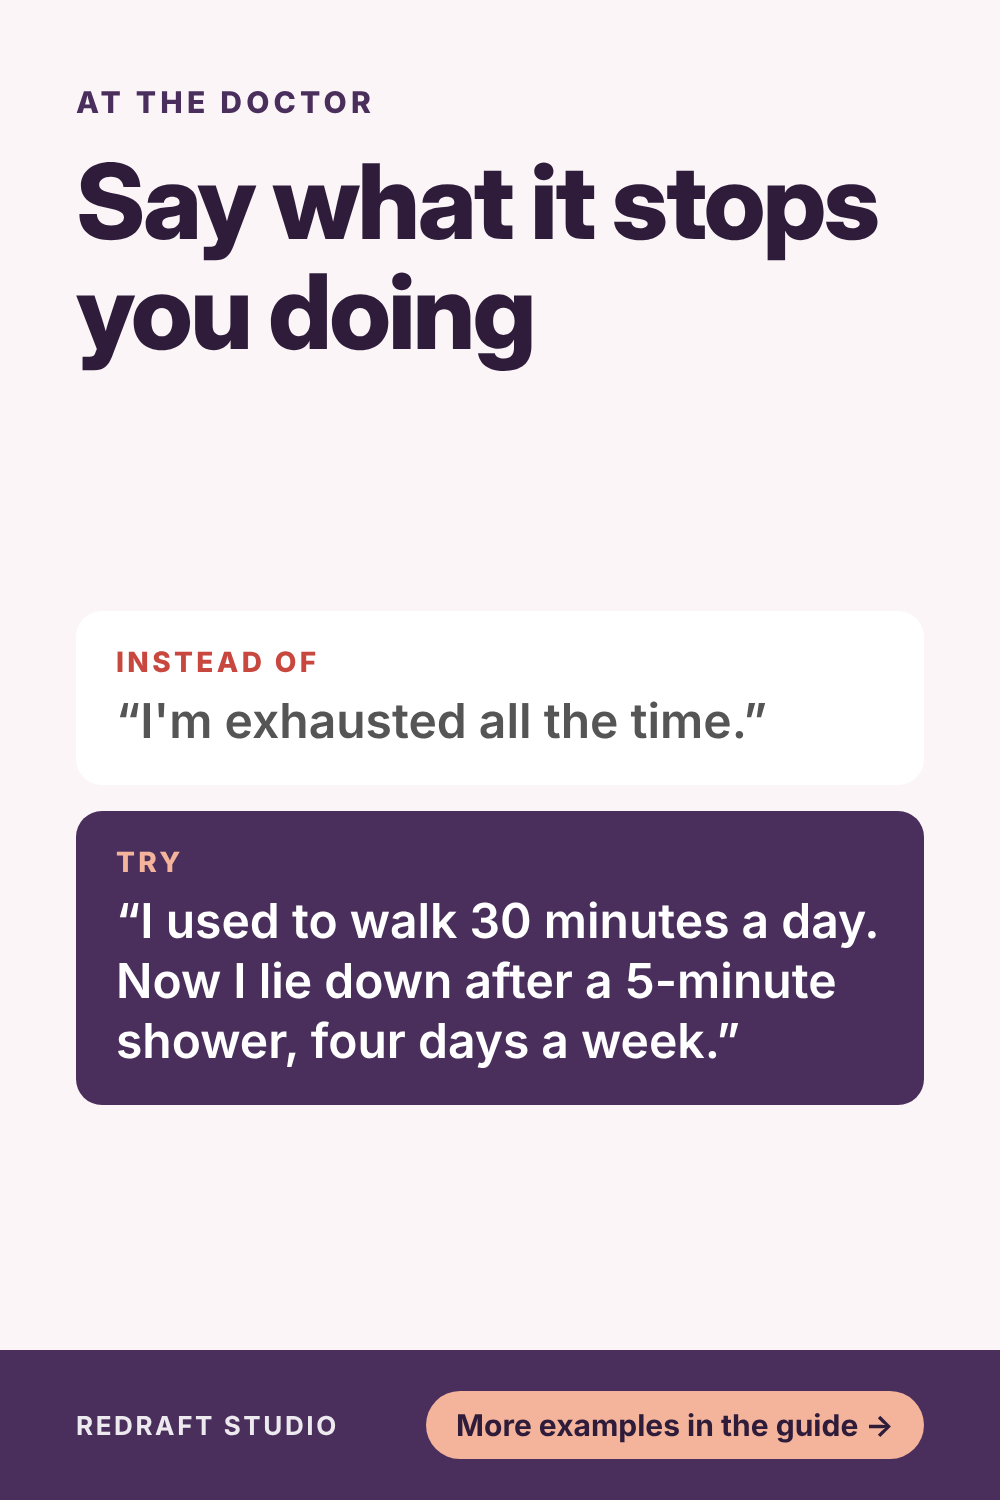 AT THE DOCTOR
Say what it stops
you doing
INSTEAD OF
“I'm exhausted all the time.”
TRY
“I used to walk 30 minutes a day.
Now I lie down after a 5-minute
shower, four days a week.”
REDRAFT STUDIO
More examples in the guide →